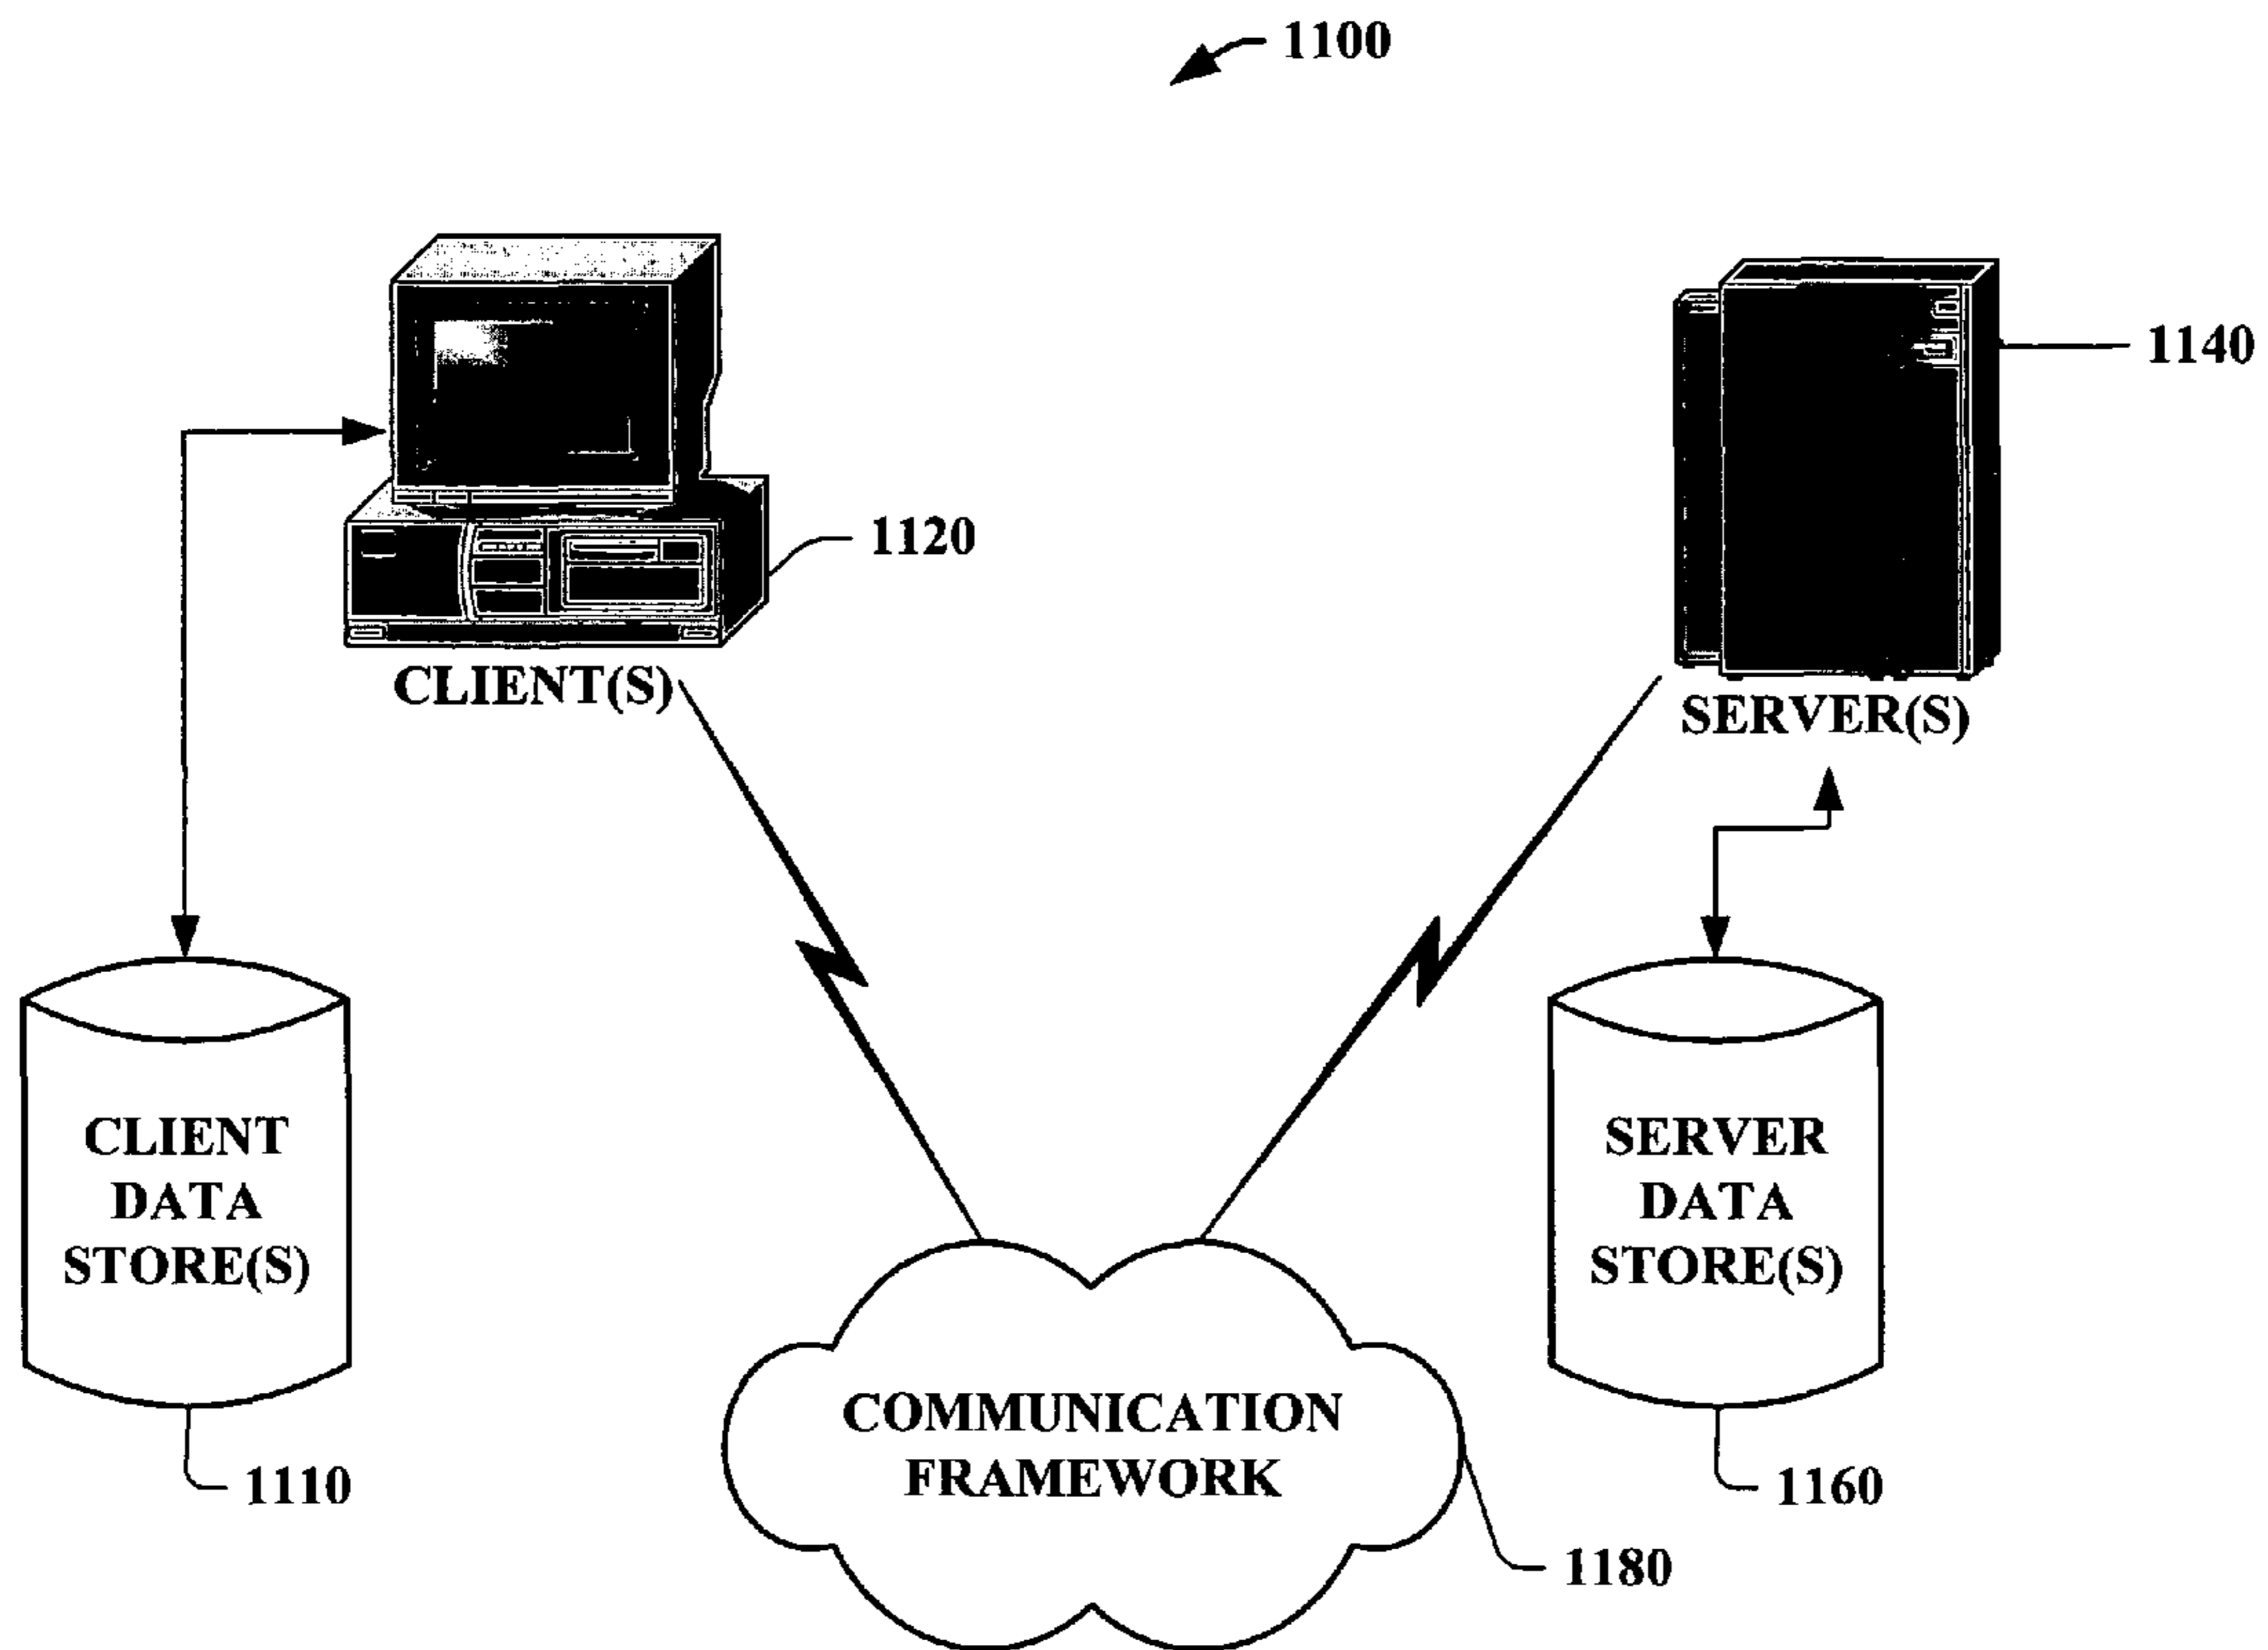 1100
1140
1120
CLIENT(S)
SERVER(S)
CLIENT
DATA
STORE(S)
SERVER
DATA
STORE(S)
COMMUNICATION
FRAMEWORK
1110
1160
1180